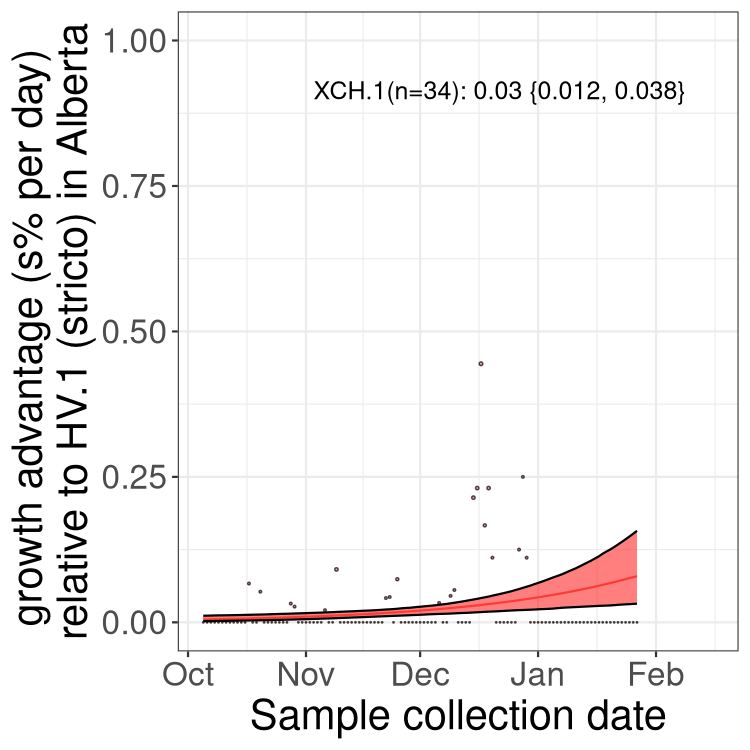 growth advantage (s% per day)
relative to HV.1 (stricto) in Alberta
1.00
0.75
0.50
0.25
0.00
XCH.1(n=34): 0.03 {0.012, 0.038}
Oct Nov Dec Jan Feb
Sample collection date